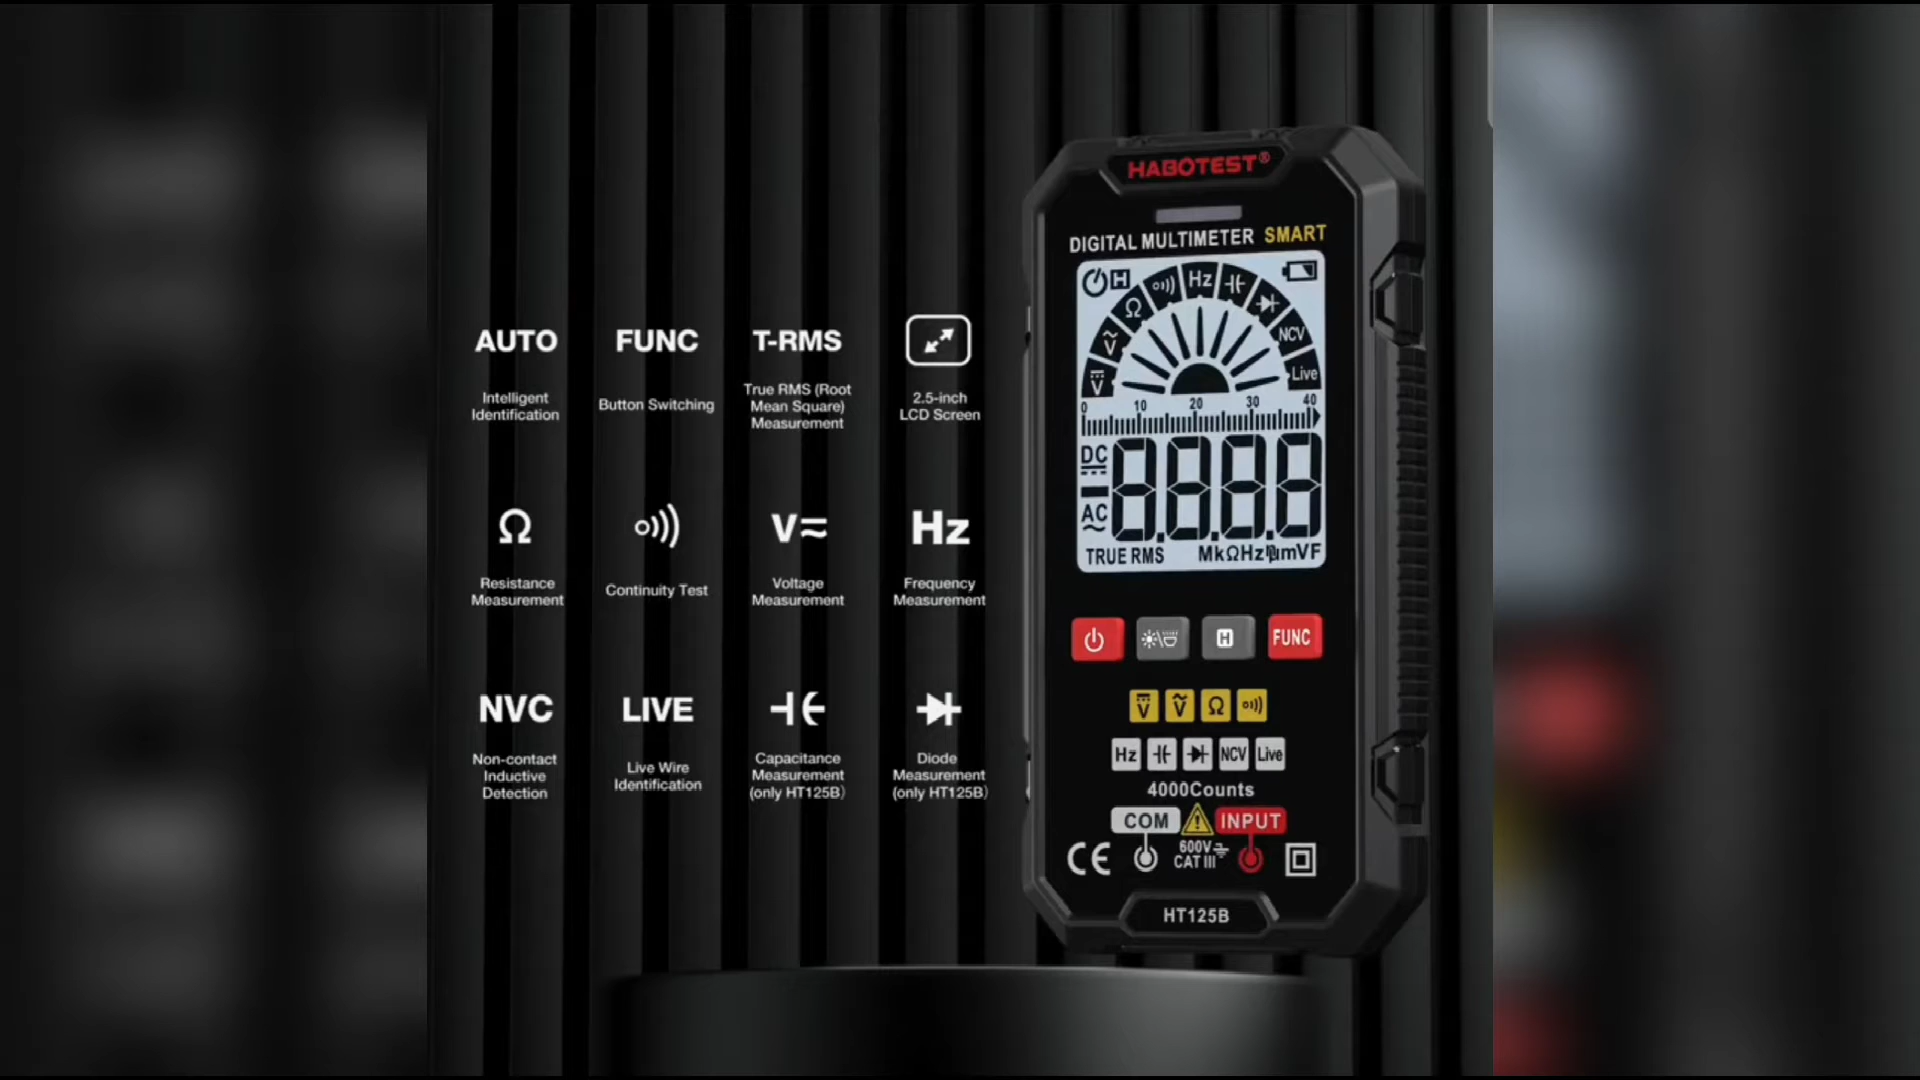 AUTO
Intelligent
Identification
FUNC
Button Switching
T-RMS
True RMS (Root
Mean Square)
Measurement
2.5-inch
LCD Screen
Ω
Resistance
Measurement
Continuity Test
V
Voltage
Measurement
Hz
Frequency
Measurement
NVC
Non-contact
Inductive
Detection
LIVE
Live Wire
Identification
Capacitance
Measurement
(only HT125B)
Diode
Measurement
(only HT125B)
HABOTEST®
DIGITAL MULTIMETER SMART
H
V V Ω Hz NCV Live
0 10 20 30 40
DC
8.8.8.8
AC
TRUE RMS MkΩHz%µmVF
H FUNC
V V Ω
Hz NCV Live
4000Counts
COM INPUT
CE 600V
CAT III
HT125B